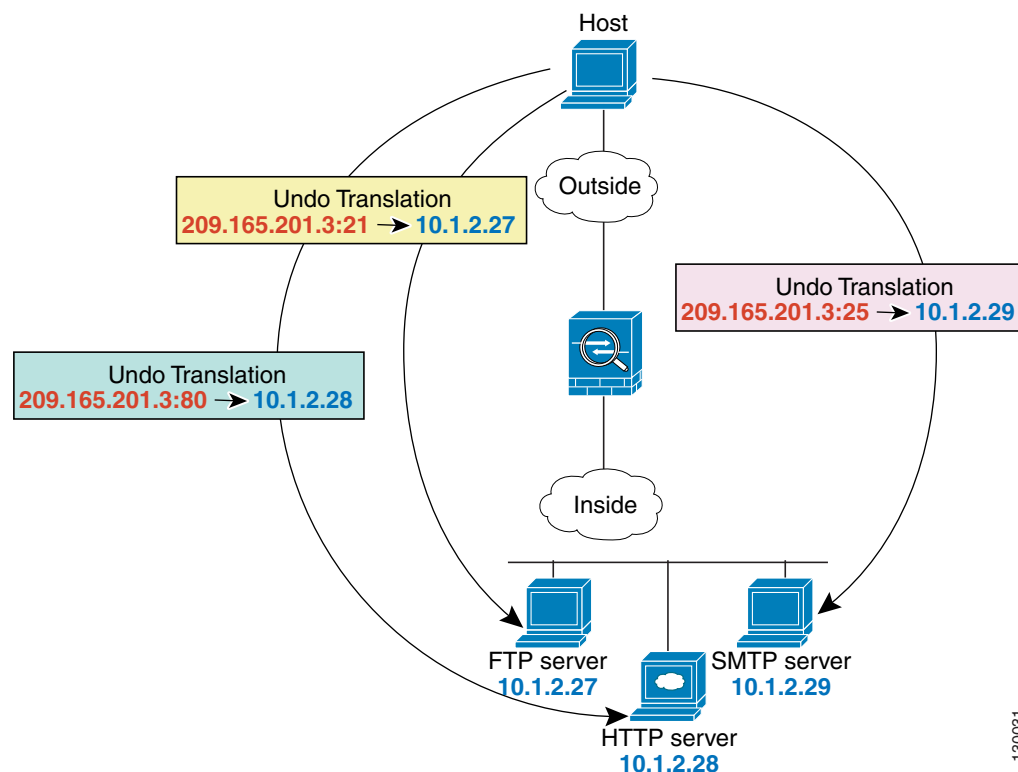 Host
Outside
Undo Translation
209.165.201.3:21 10.1.2.27
Undo Translation
209.165.201.3:25 10.1.2.29
Undo Translation
209.165.201.3:80 10.1.2.28
Inside
FTP server
10.1.2.27
SMTP server
10.1.2.29
HTTP server
10.1.2.28
130031